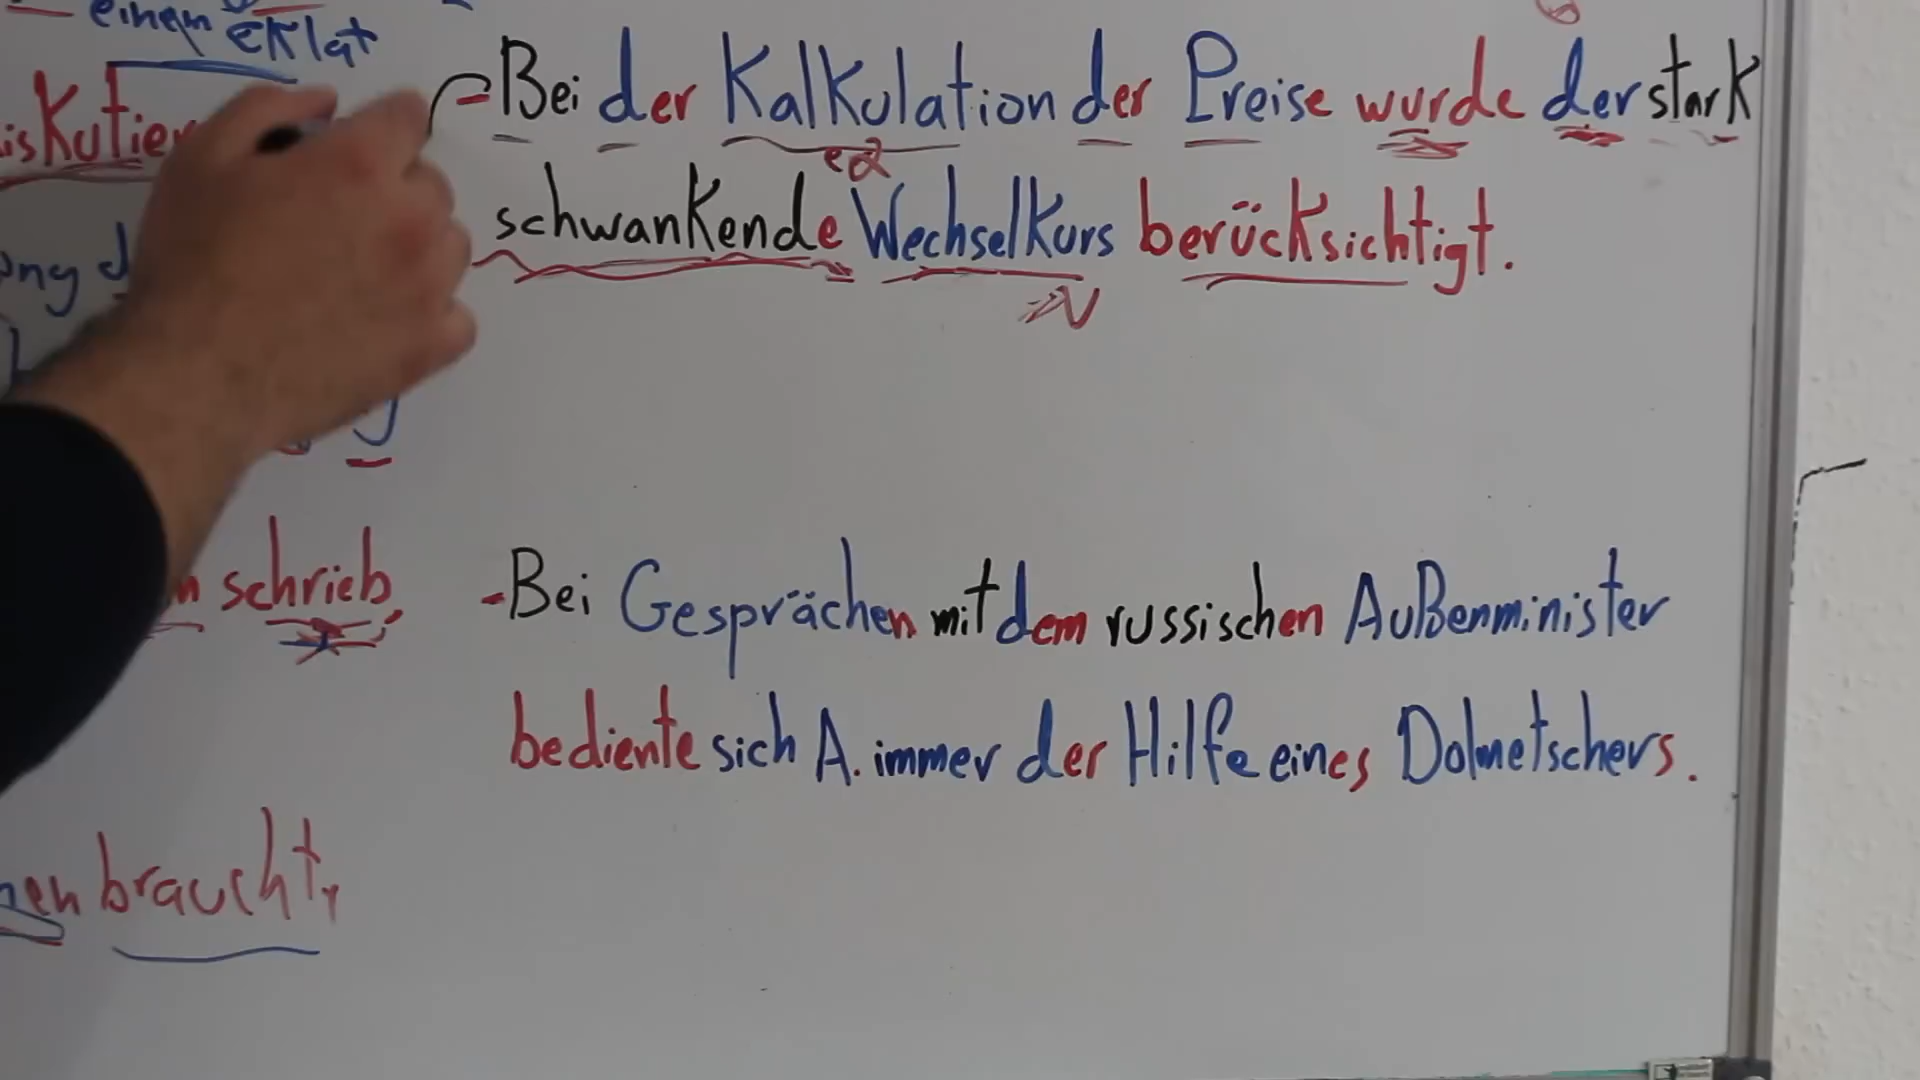 einem Eklat
- Bei der Kalkulation der Preise wurde der stark
schwankende Wechselkurs berücksichtigt.
N
schrieb,
- Bei Gesprächen mit dem russischen Außenminister
bediente sich A. immer der Hilfe eines Dolmetschers.
braucht,